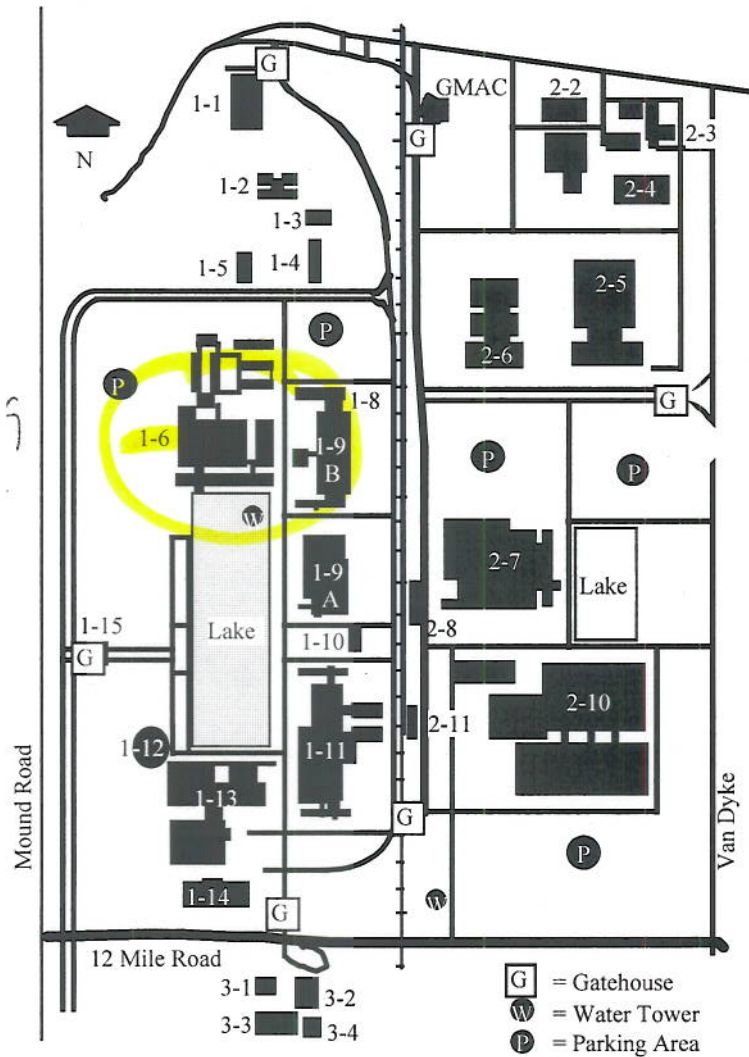 G
GMAC
2-2
1-1
G
2-3
N
1-2
2-4
1-3
1-5
1-4
2-5
P
2-6
P
1-8
G
1-6
1-9
B
P
P
W
1-9
A
2-7
Lake
Lake
1-15
1-10
2-8
G
2-10
2-11
1-12
1-11
1-13
G
Mound Road
Van Dyke
P
1-14
W
G
12 Mile Road
3-1
3-2
3-3
3-4
G = Gatehouse
W = Water Tower
P = Parking Area